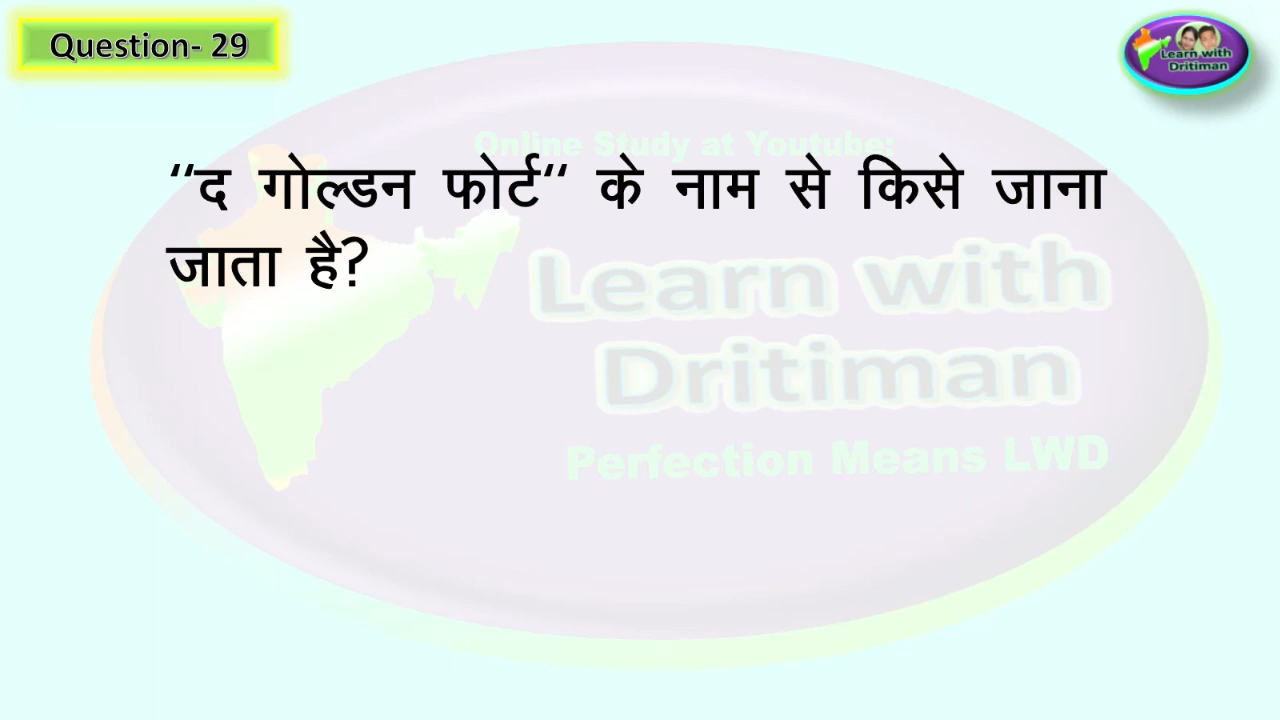 Question- 29
Learn with
Dritiman
Online Study at Youtube:
“द गोल्डन फोर्ट“ के नाम से किसे जाना
जाता है?
Learn with
Dritiman
Perfection Means LWD